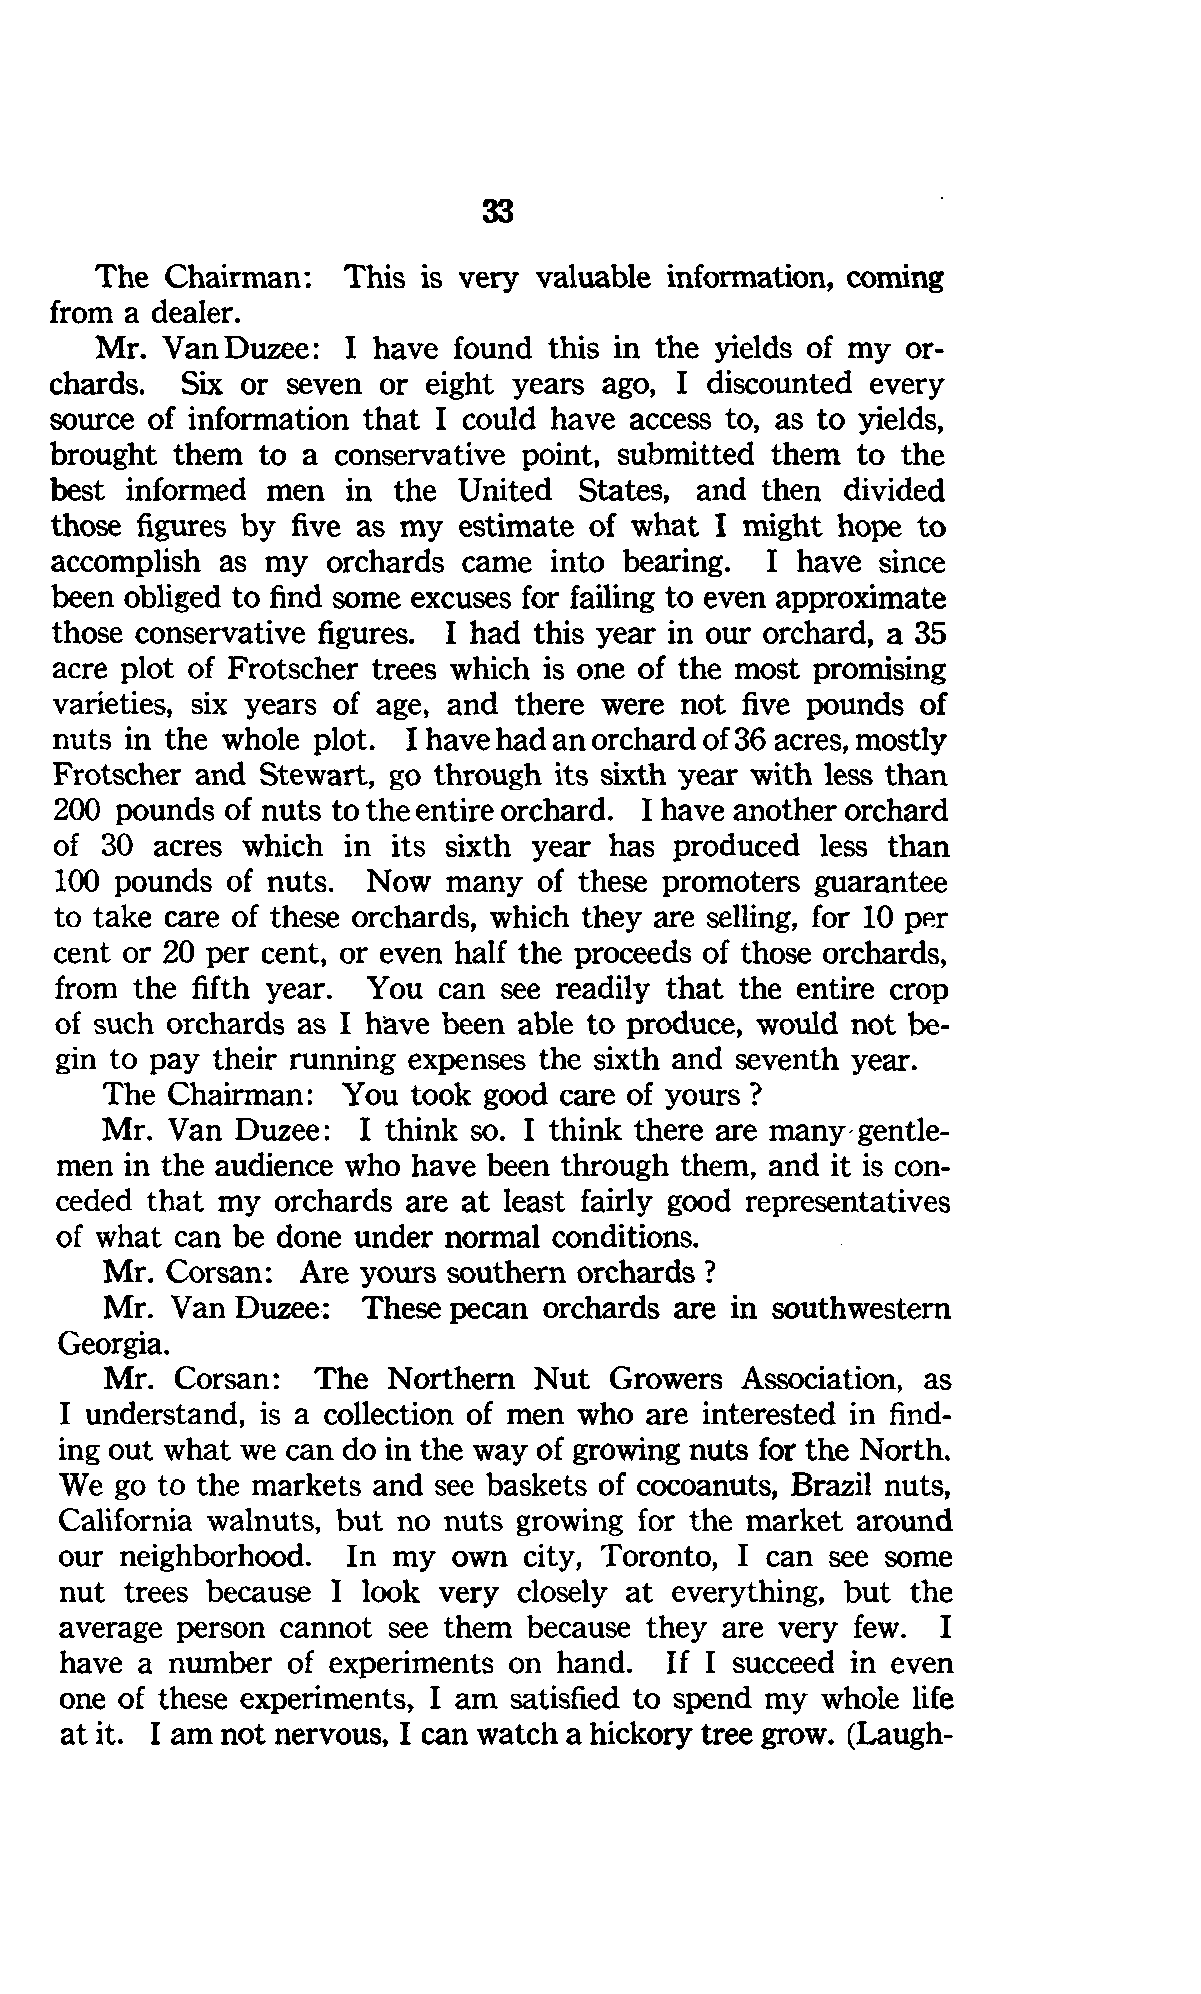 33
The Chairman: This is very valuable information, coming
from a dealer.
Mr. Van Duzee: I have found this in the yields of my or-
chards. Six or seven or eight years ago, I discounted every
source of information that I could have access to, as to yields,
brought them to a conservative point, submitted them to the
best informed men in the United States, and then divided
those figures by five as my estimate of what I might hope to
accomplish as my orchards came into bearing. I have since
been obliged to find some excuses for failing to even approximate
those conservative figures. I had this year in our orchard, a 35
acre plot of Frotscher trees which is one of the most promising
varieties, six years of age, and there were not five pounds of
nuts in the whole plot. I have had an orchard of 36 acres, mostly
Frotscher and Stewart, go through its sixth year with less than
200 pounds of nuts to the entire orchard. I have another orchard
of 30 acres which in its sixth year has produced less than
100 pounds of nuts. Now many of these promoters guarantee
to take care of these orchards, which they are selling, for 10 per
cent or 20 per cent, or even half the proceeds of those orchards,
from the fifth year. You can see readily that the entire crop
of such orchards as I have been able to produce, would not be-
gin to pay their running expenses the sixth and seventh year.
The Chairman: You took good care of yours ?
Mr. Van Duzee: I think so. I think there are many gentle-
men in the audience who have been through them, and it is con-
ceded that my orchards are at least fairly good representatives
of what can be done under normal conditions.
Mr. Corsan: Are yours southern orchards ?
Mr. Van Duzee: These pecan orchards are in southwestern
Georgia.
Mr. Corsan: The Northern Nut Growers Association, as
I understand, is a collection of men who are interested in find-
ing out what we can do in the way of growing nuts for the North.
We go to the markets and see baskets of cocoanuts, Brazil nuts,
California walnuts, but no nuts growing for the market around
our neighborhood. In my own city, Toronto, I can see some
nut trees because I look very closely at everything, but the
average person cannot see them because they are very few. I
have a number of experiments on hand. If I succeed in even
one of these experiments, I am satisfied to spend my whole life
at it. I am not nervous, I can watch a hickory tree grow. (Laugh-